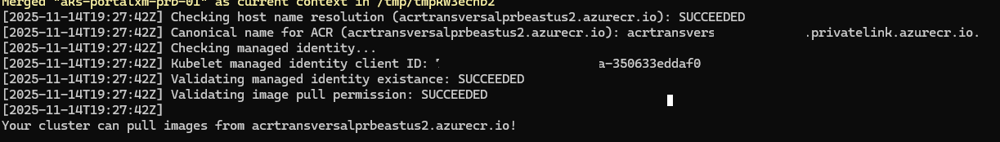 Merged "aks-portalxm-prb-01" as current context in /tmp/tmpkw3echb2
[2025-11-14T19:27:42Z] Checking host name resolution (acrtransversalprbeastus2.azurecr.io): SUCCEEDED
[2025-11-14T19:27:42Z] Canonical name for ACR (acrtransversalprbeastus2.azurecr.io): acrtransvers .privatelink.azurecr.io.
[2025-11-14T19:27:42Z] Checking managed identity...
[2025-11-14T19:27:42Z] Kubelet managed identity client ID: a-350633eddaf0
[2025-11-14T19:27:42Z] Validating managed identity existance: SUCCEEDED
[2025-11-14T19:27:42Z] Validating image pull permission: SUCCEEDED
[2025-11-14T19:27:42Z]
Your cluster can pull images from acrtransversalprbeastus2.azurecr.io!